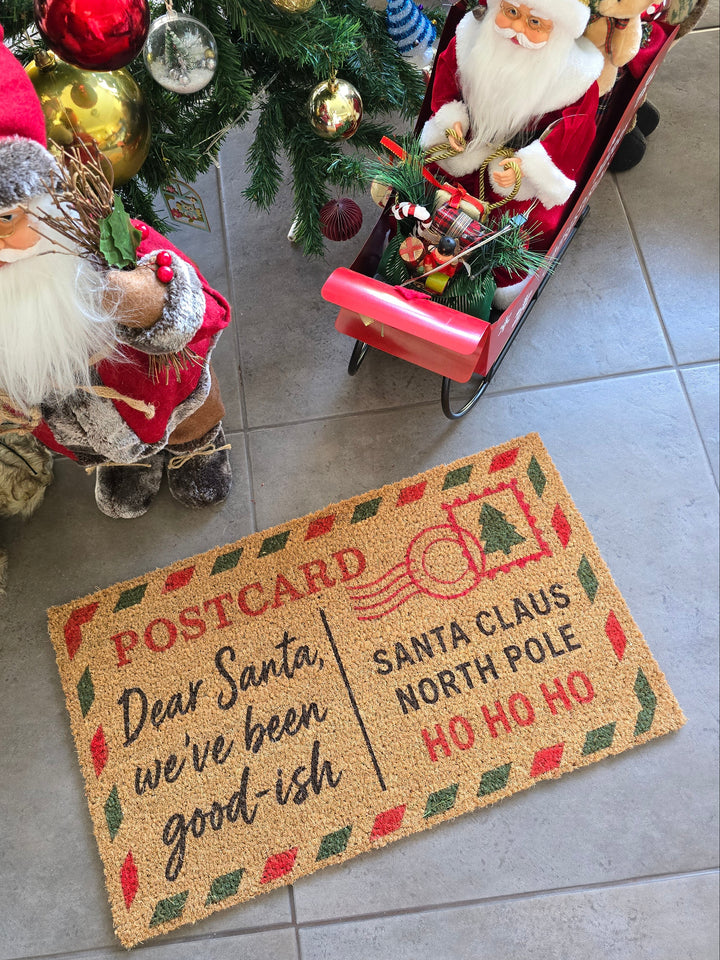 POSTCARD
Dear Santa,
we've been
good-ish
SANTA CLAUS
NORTH POLE
HO HO HO